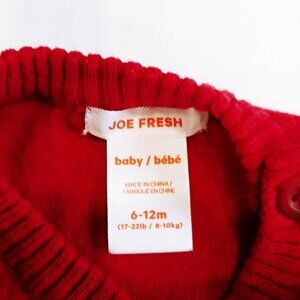 JOE FRESH
baby / bébé
MADE IN CHINA /
FABRIQUÉ EN CHINE
6-12m
(17-22lb / 8-10kg)